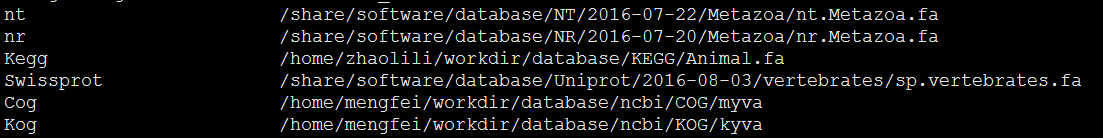 nt /share/software/database/NT/2016-07-22/Metazoa/nt.Metazoa.fa
nr /share/software/database/NR/2016-07-20/Metazoa/nr.Metazoa.fa
Kegg /home/zhaolili/workdir/database/KEGG/Animal.fa
Swissprot /share/software/database/Uniprot/2016-08-03/vertebrates/sp.vertebrates.fa
Cog /home/mengfei/workdir/database/ncbi/COG/myva
Kog /home/mengfei/workdir/database/ncbi/KOG/kyva